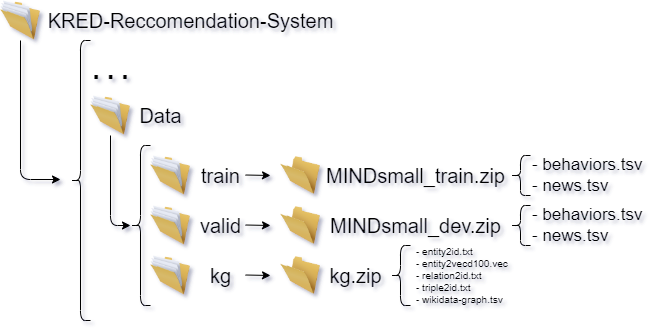 KRED-Reccomendation-System
...
Data
train MINDsmall_train.zip
- behaviors.tsv
- news.tsv
valid MINDsmall_dev.zip
- behaviors.tsv
- news.tsv
kg kg.zip
- entity2id.txt
- entity2vecd100.vec
- relation2id.txt
- triple2id.txt
- wikidata-graph.tsv